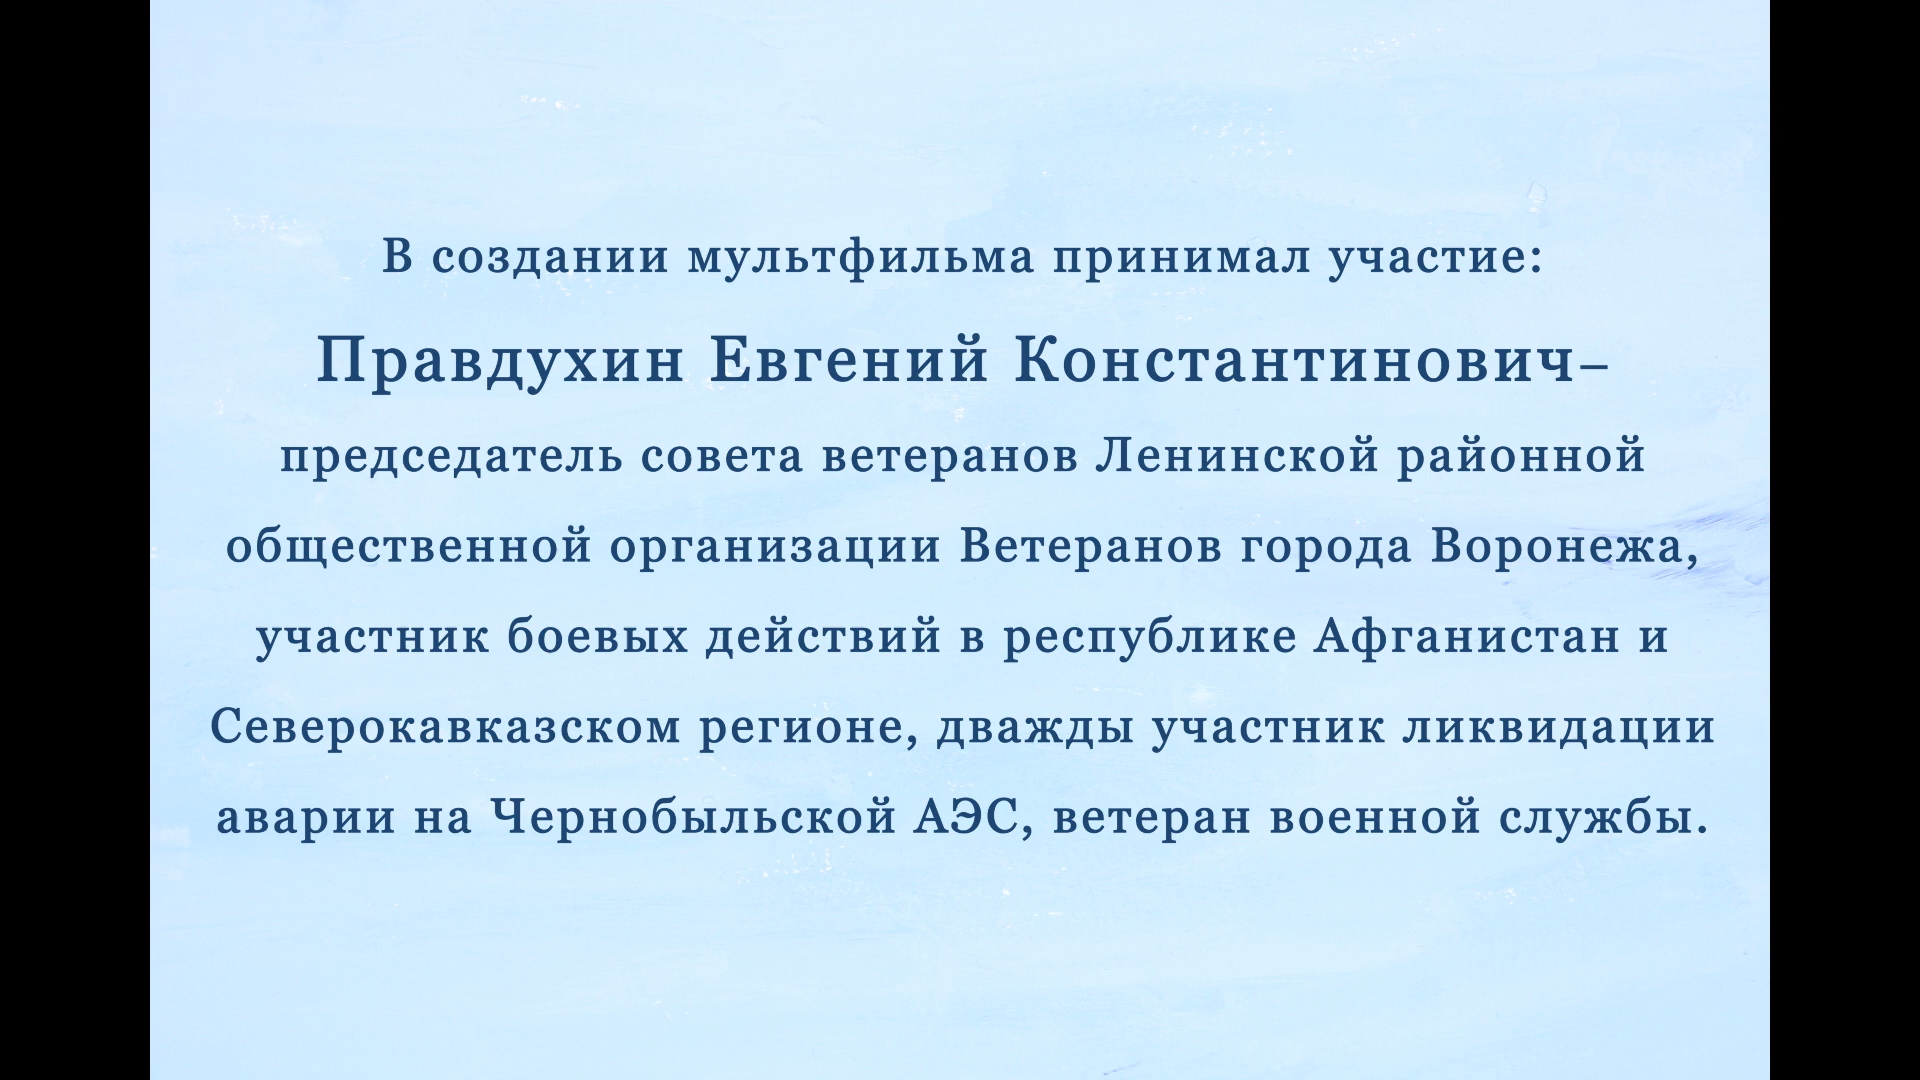 В создании мультфильма принимал участие:
Правдухин Евгений Константинович–
председатель совета ветеранов Ленинской районной
общественной организации Ветеранов города Воронежа,
участник боевых действий в республике Афганистан и
Северокавказском регионе, дважды участник ликвидации
аварии на Чернобыльской АЭС, ветеран военной службы.